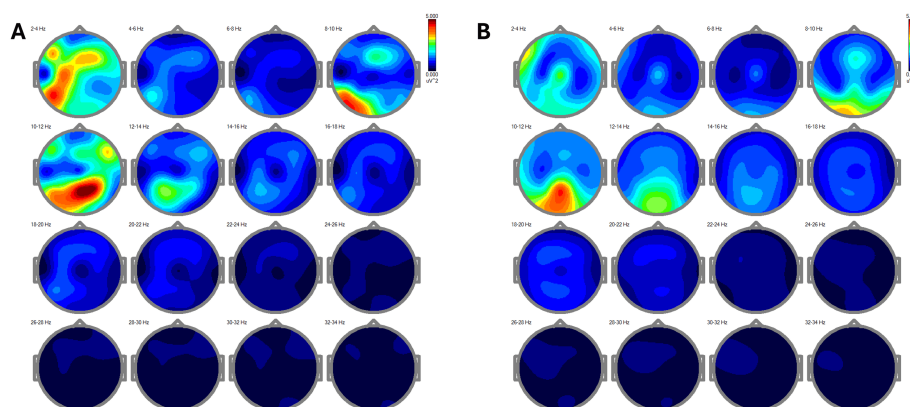 A
B
2-4 Hz 4-6 Hz 6-8 Hz 8-10 Hz
5.000
0.000
uV^2
10-12 Hz 12-14 Hz 14-16 Hz 16-18 Hz
18-20 Hz 20-22 Hz 22-24 Hz 24-26 Hz
26-28 Hz 28-30 Hz 30-32 Hz 32-34 Hz
2-4 Hz 4-6 Hz 6-8 Hz 8-10 Hz
10-12 Hz 12-14 Hz 14-16 Hz 16-18 Hz
18-20 Hz 20-22 Hz 22-24 Hz 24-26 Hz
26-28 Hz 28-30 Hz 30-32 Hz 32-34 Hz